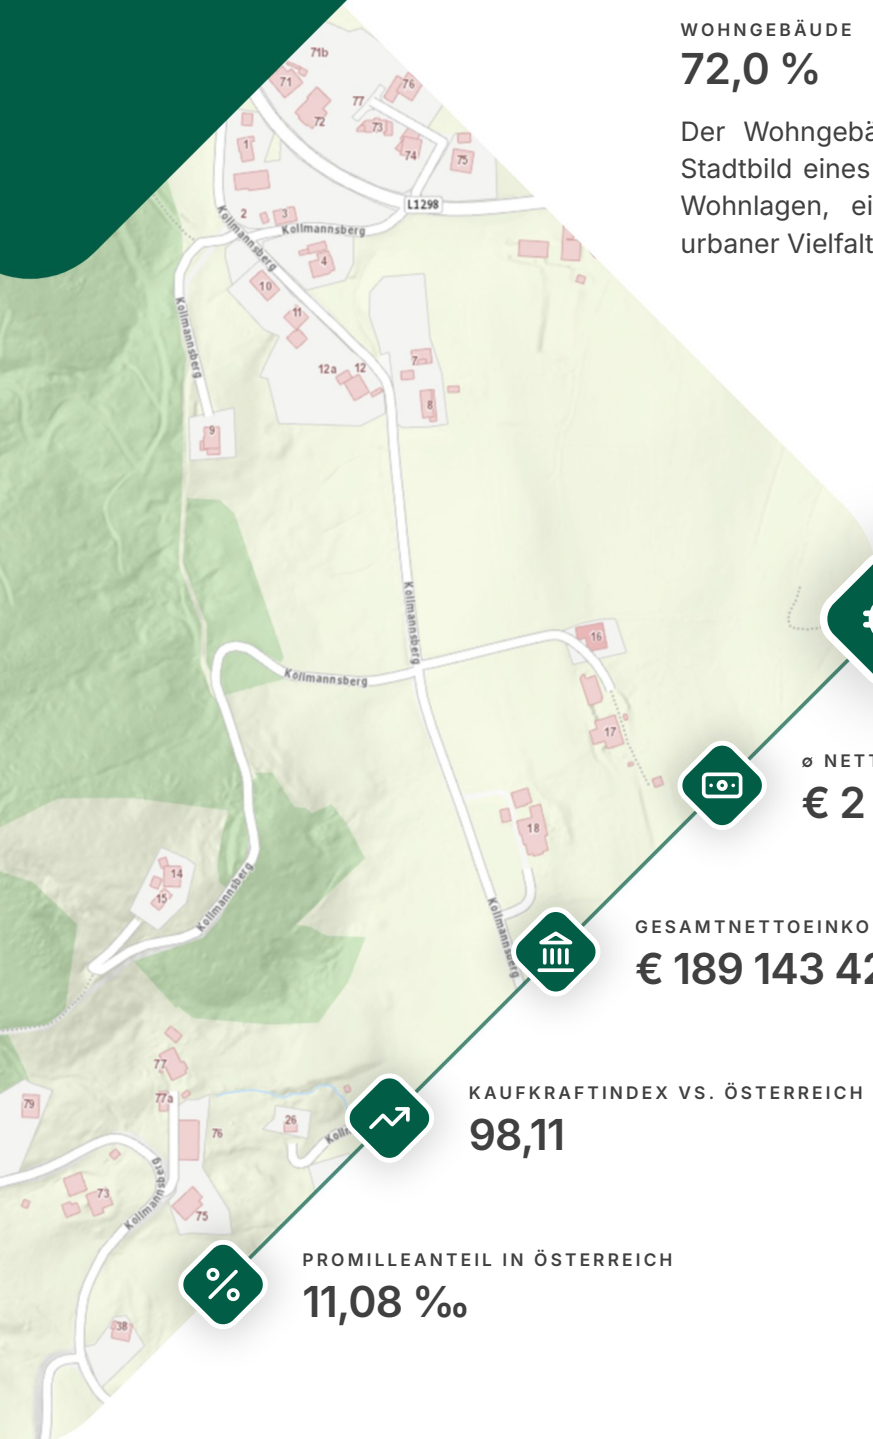 WOHNGEBÄUDE
72,0 %
Der Wohngebä
Stadtbild eines
Wohnlagen, ei
urbaner Vielfalt
71b
71
76
77
72
73
74
75
1
L1298
2
3
Kollmannsberg
Kollmannsberg
4
10
Kollmannsberg
11
12a
12
7
8
9
Kollmannsberg
16
Kollmannsberg
17
ø NETT
€ 2
18
14
15
Kollmannsberg
Kollmannsberg
GESAMTNETTOEINKO
€ 189 143 42
77
77a
79
76
26
Kolln
KAUFKRAFTINDEX VS. ÖSTERREICH
98,11
73
75
Kollmannsberg
PROMILLEANTEIL IN ÖSTERREICH
11,08 ‰
38